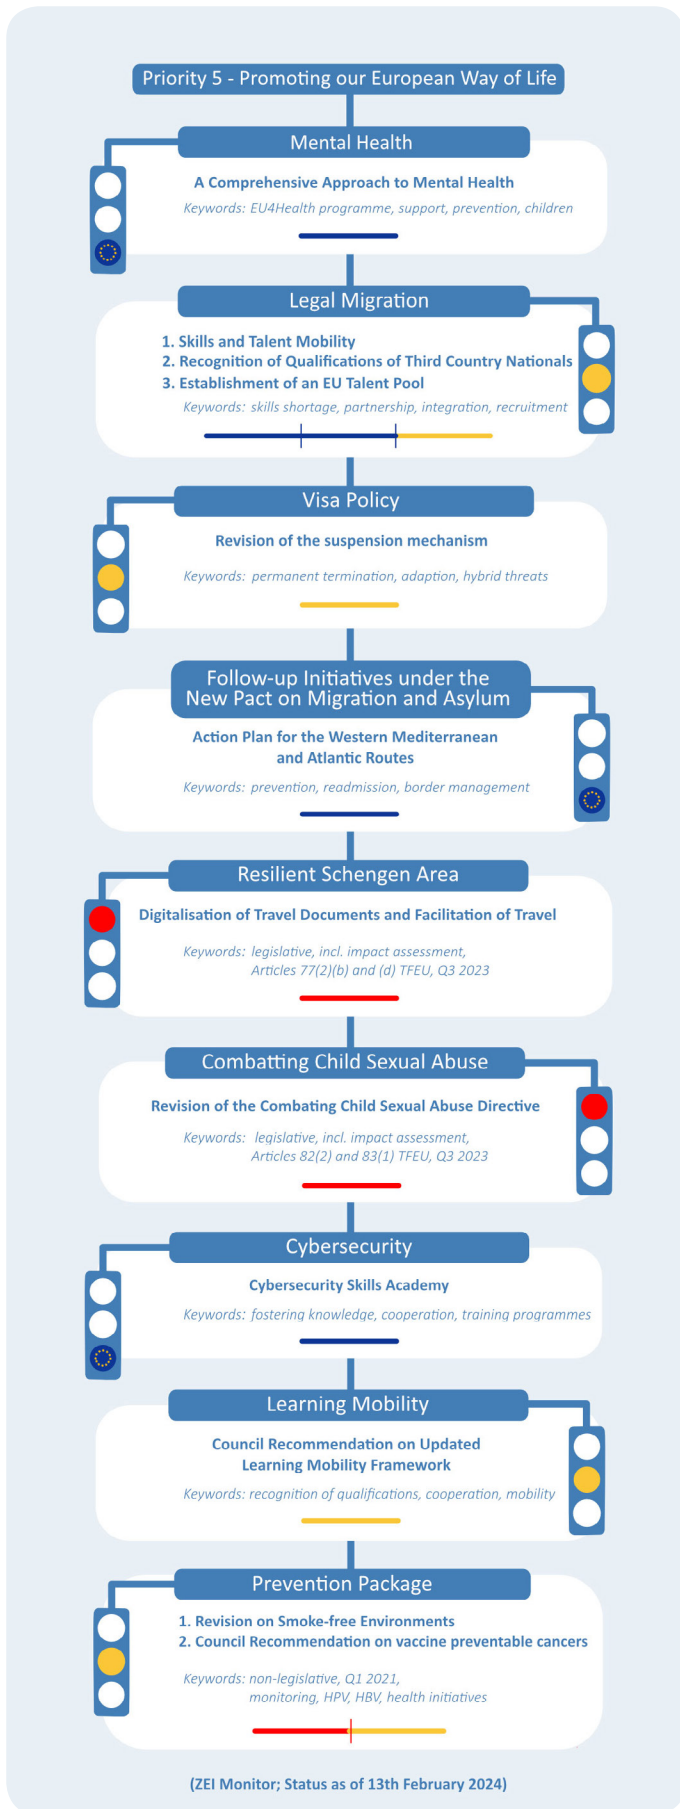 Priority 5 - Promoting our European Way of Life
Mental Health
A Comprehensive Approach to Mental Health
Keywords: EU4Health programme, support, prevention, children
Legal Migration
1. Skills and Talent Mobility
2. Recognition of Qualifications of Third Country Nationals
3. Establishment of an EU Talent Pool
Keywords: skills shortage, partnership, integration, recruitment
Visa Policy
Revision of the suspension mechanism
Keywords: permanent termination, adaption, hybrid threats
Follow-up Initiatives under the
New Pact on Migration and Asylum
Action Plan for the Western Mediterranean
and Atlantic Routes
Keywords: prevention, readmission, border management
Resilient Schengen Area
Digitalisation of Travel Documents and Facilitation of Travel
Keywords: legislative, incl. impact assessment,
Articles 77(2)(b) and (d) TFEU, Q3 2023
Combatting Child Sexual Abuse
Revision of the Combating Child Sexual Abuse Directive
Keywords: legislative, incl. impact assessment,
Articles 82(2) and 83(1) TFEU, Q3 2023
Cybersecurity
Cybersecurity Skills Academy
Keywords: fostering knowledge, cooperation, training programmes
Learning Mobility
Council Recommendation on Updated
Learning Mobility Framework
Keywords: recognition of qualifications, cooperation, mobility
Prevention Package
1. Revision on Smoke-free Environments
2. Council Recommendation on vaccine preventable cancers
Keywords: non-legislative, Q1 2021,
monitoring, HPV, HBV, health initiatives
(ZEI Monitor; Status as of 13th February 2024)